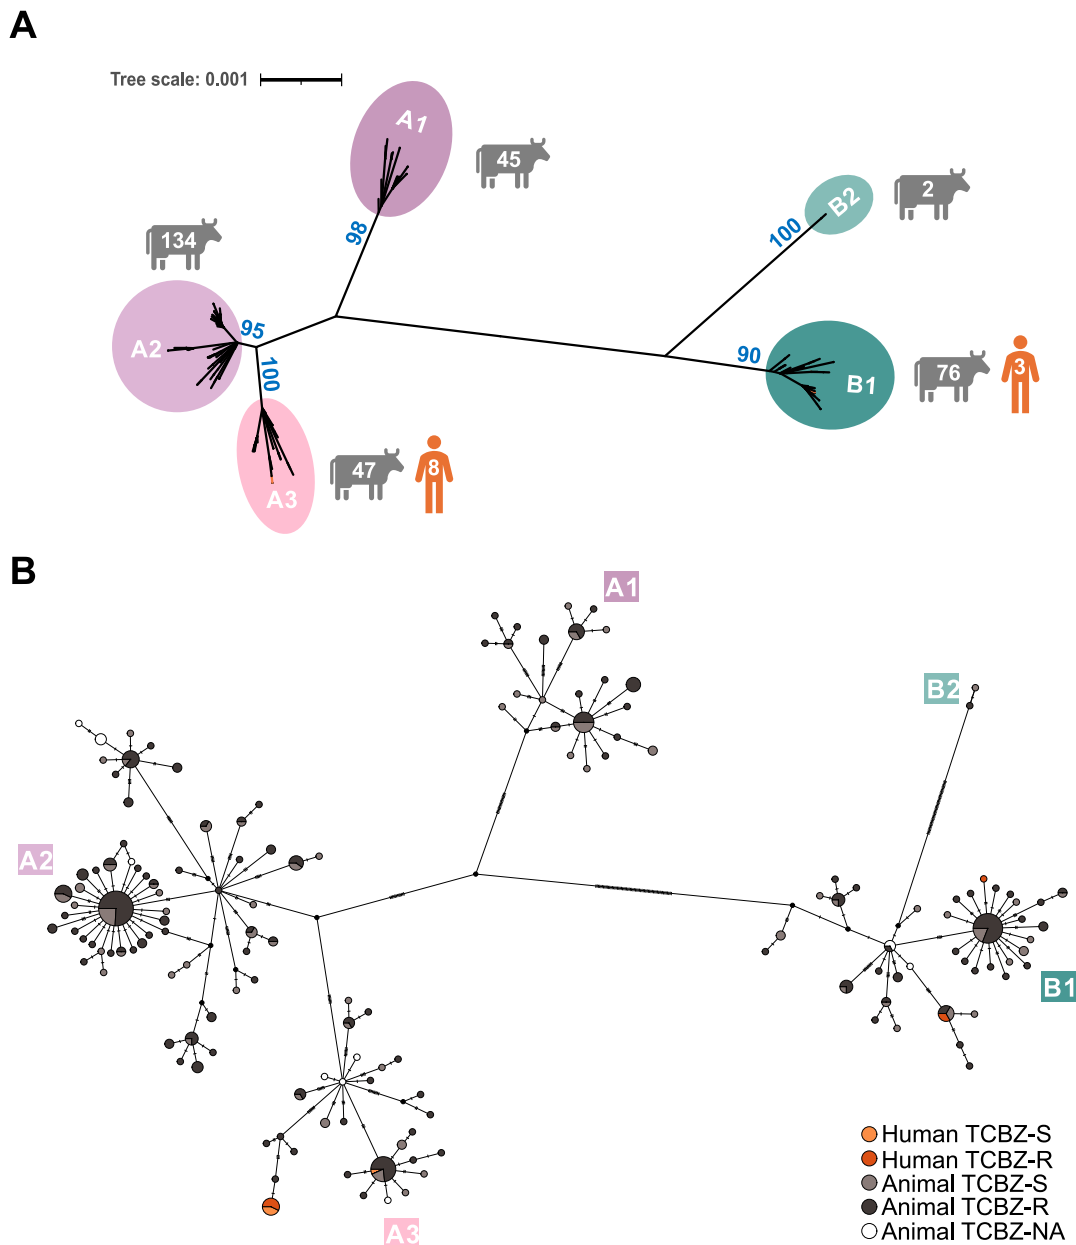 A
Tree scale: 0.001
A1
45
98
B2
2
100
134
A2
95
100
90
B1
76
3
A3
47
8
B
A1
B2
A2
B1
A3
Human TCBZ-S
Human TCBZ-R
Animal TCBZ-S
Animal TCBZ-R
Animal TCBZ-NA